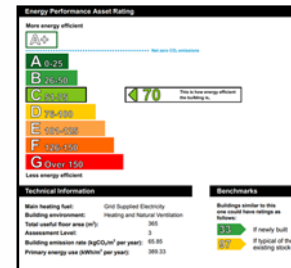 Energy Performance Asset Rating
More energy efficient
A+
Net zero CO₂ emissions
A 0-25
B 26-50
C 51-75
70 This is how energy efficient
the building is.
D 76-100
E 101-125
F 126-150
G Over 150
Less energy efficient
Technical Information
Main heating fuel: Grid Supplied Electricity
Building environment: Heating and Natural Ventilation
Total useful floor area (m²): 365
Assessment Level: 3
Building emission rate (kgCO₂/m² per year): 65.85
Primary energy use (kWh/m² per year): 389.53
Benchmarks
Buildings similar to this
one could have ratings as
follows:
33 If newly built
If typical of the
existing stock